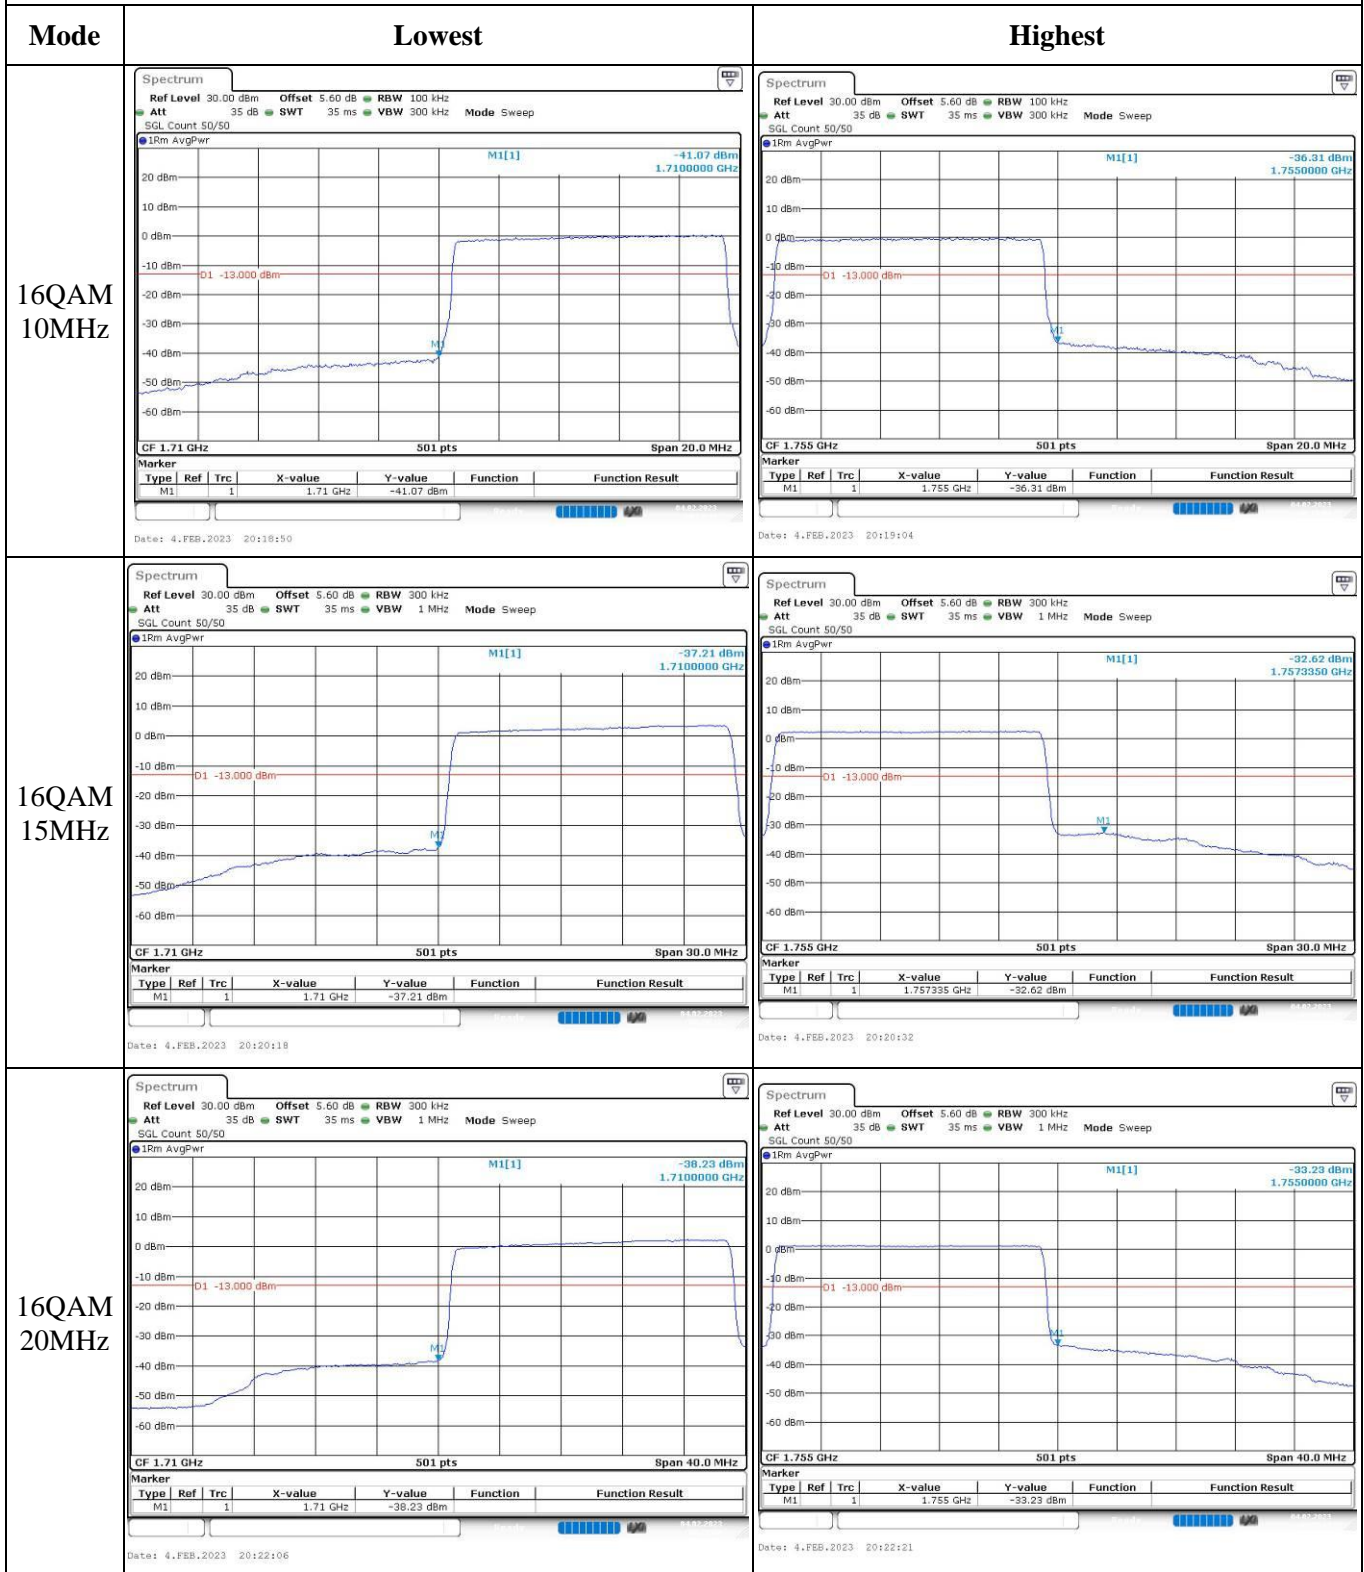 Mode Lowest Highest
16QAM
10MHz
Spectrum
Ref Level 30.00 dBm Offset 5.60 dB RBW 100 kHz
Att 35 dB SWT 35 ms VBW 300 kHz Mode Sweep
SGL Count 50/50
1Rm AvgPwr
M1[1] -41.07 dBm
1.7100000 GHz
20 dBm
10 dBm
0 dBm
-10 dBm
D1 -13.000 dBm
-20 dBm
-30 dBm
M1
-40 dBm
-50 dBm
-60 dBm
CF 1.71 GHz 501 pts Span 20.0 MHz
Marker
Type Ref Trc X-value Y-value Function Function Result
M1 1 1.71 GHz -41.07 dBm
Date: 4.FEB.2023 20:18:50
Spectrum
Ref Level 30.00 dBm Offset 5.60 dB RBW 100 kHz
Att 35 dB SWT 35 ms VBW 300 kHz Mode Sweep
SGL Count 50/50
1Rm AvgPwr
M1[1] -36.31 dBm
1.7550000 GHz
20 dBm
10 dBm
0 dBm
-10 dBm
D1 -13.000 dBm
-20 dBm
-30 dBm
M1
-40 dBm
-50 dBm
-60 dBm
CF 1.755 GHz 501 pts Span 20.0 MHz
Marker
Type Ref Trc X-value Y-value Function Function Result
M1 1 1.755 GHz -36.31 dBm
Date: 4.FEB.2023 20:19:04
16QAM
15MHz
Spectrum
Ref Level 30.00 dBm Offset 5.60 dB RBW 300 kHz
Att 35 dB SWT 35 ms VBW 1 MHz Mode Sweep
SGL Count 50/50
1Rm AvgPwr
M1[1] -37.21 dBm
1.7100000 GHz
20 dBm
10 dBm
0 dBm
-10 dBm
D1 -13.000 dBm
-20 dBm
-30 dBm
M1
-40 dBm
-50 dBm
-60 dBm
CF 1.71 GHz 501 pts Span 30.0 MHz
Marker
Type Ref Trc X-value Y-value Function Function Result
M1 1 1.71 GHz -37.21 dBm
Date: 4.FEB.2023 20:20:18
Spectrum
Ref Level 30.00 dBm Offset 5.60 dB RBW 300 kHz
Att 35 dB SWT 35 ms VBW 1 MHz Mode Sweep
SGL Count 50/50
1Rm AvgPwr
M1[1] -32.62 dBm
1.7573350 GHz
20 dBm
10 dBm
0 dBm
-10 dBm
D1 -13.000 dBm
-20 dBm
M1
-30 dBm
-40 dBm
-50 dBm
-60 dBm
CF 1.755 GHz 501 pts Span 30.0 MHz
Marker
Type Ref Trc X-value Y-value Function Function Result
M1 1 1.757335 GHz -32.62 dBm
Date: 4.FEB.2023 20:20:32
16QAM
20MHz
Spectrum
Ref Level 30.00 dBm Offset 5.60 dB RBW 300 kHz
Att 35 dB SWT 35 ms VBW 1 MHz Mode Sweep
SGL Count 50/50
1Rm AvgPwr
M1[1] -38.23 dBm
1.7100000 GHz
20 dBm
10 dBm
0 dBm
-10 dBm
D1 -13.000 dBm
-20 dBm
-30 dBm
M1
-40 dBm
-50 dBm
-60 dBm
CF 1.71 GHz 501 pts Span 40.0 MHz
Marker
Type Ref Trc X-value Y-value Function Function Result
M1 1 1.71 GHz -38.23 dBm
Date: 4.FEB.2023 20:22:06
Spectrum
Ref Level 30.00 dBm Offset 5.60 dB RBW 300 kHz
Att 35 dB SWT 35 ms VBW 1 MHz Mode Sweep
SGL Count 50/50
1Rm AvgPwr
M1[1] -33.23 dBm
1.7550000 GHz
20 dBm
10 dBm
0 dBm
-10 dBm
D1 -13.000 dBm
-20 dBm
-30 dBm
M1
-40 dBm
-50 dBm
-60 dBm
CF 1.755 GHz 501 pts Span 40.0 MHz
Marker
Type Ref Trc X-value Y-value Function Function Result
M1 1 1.755 GHz -33.23 dBm
Date: 4.FEB.2023 20:22:21